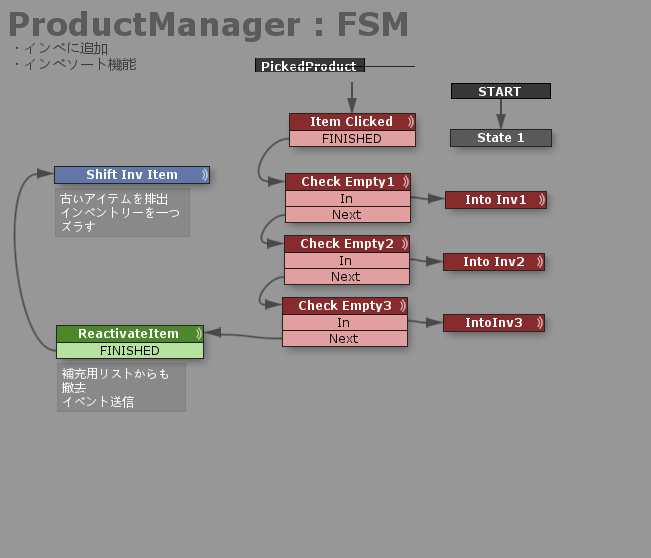 ProductManager : FSM
・インベに追加
・インベソート機能
PickedProduct
START
State 1
Item Clicked
FINISHED
Shift Inv Item
古いアイテムを排出
インベントリーを一つ
ズラす
Check Empty1
In
Next
Into Inv1
Check Empty2
In
Next
Into Inv2
Check Empty3
In
Next
IntoInv3
ReactivateItem
FINISHED
補充用リストからも
撤去
イベント送信